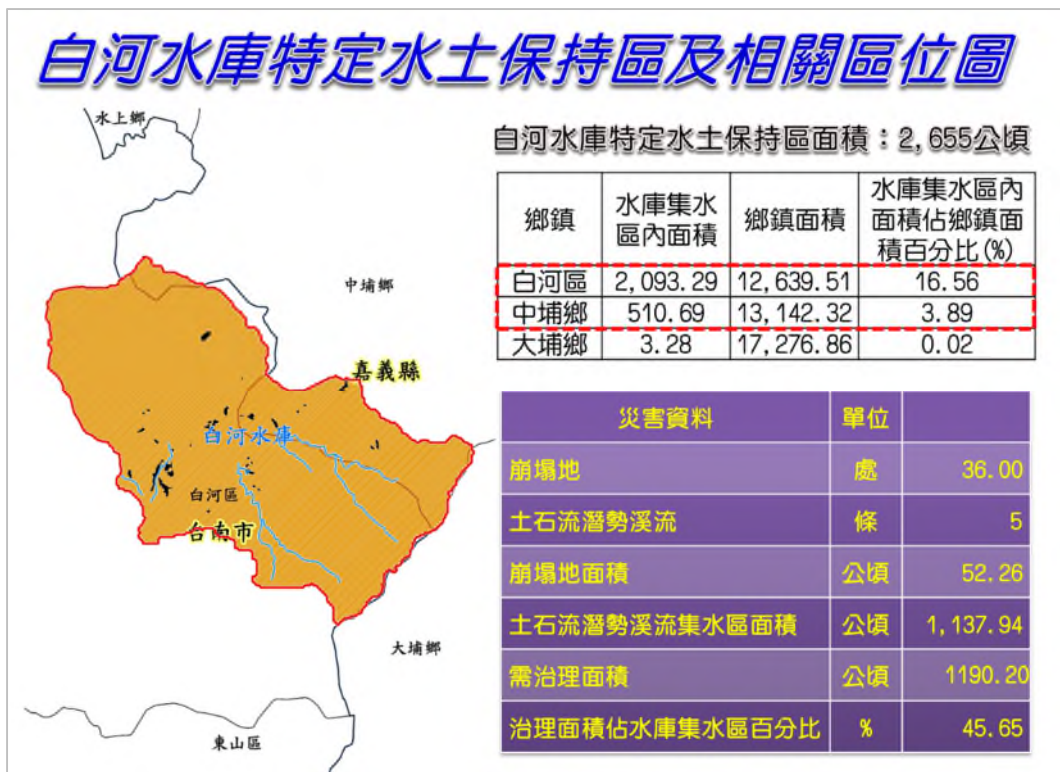 白河水庫特定水土保持區及相關區位圖
水上鄉
中埔鄉
嘉義縣
白河水庫
白河區
台南市
大埔鄉
東山區
白河水庫特定水土保持區面積：2,655公頃
鄉鎮 水庫集水區內面積 鄉鎮面積 水庫集水區內面積佔鄉鎮面積百分比(%)
白河區 2,093.29 12,639.51 16.56
中埔鄉 510.69 13,142.32 3.89
大埔鄉 3.28 17,276.86 0.02
災害資料 單位
崩塌地 處 36.00
土石流潛勢溪流 條 5
崩塌地面積 公頃 52.26
土石流潛勢溪流集水區面積 公頃 1,137.94
需治理面積 公頃 1190.20
治理面積佔水庫集水區百分比 % 45.65